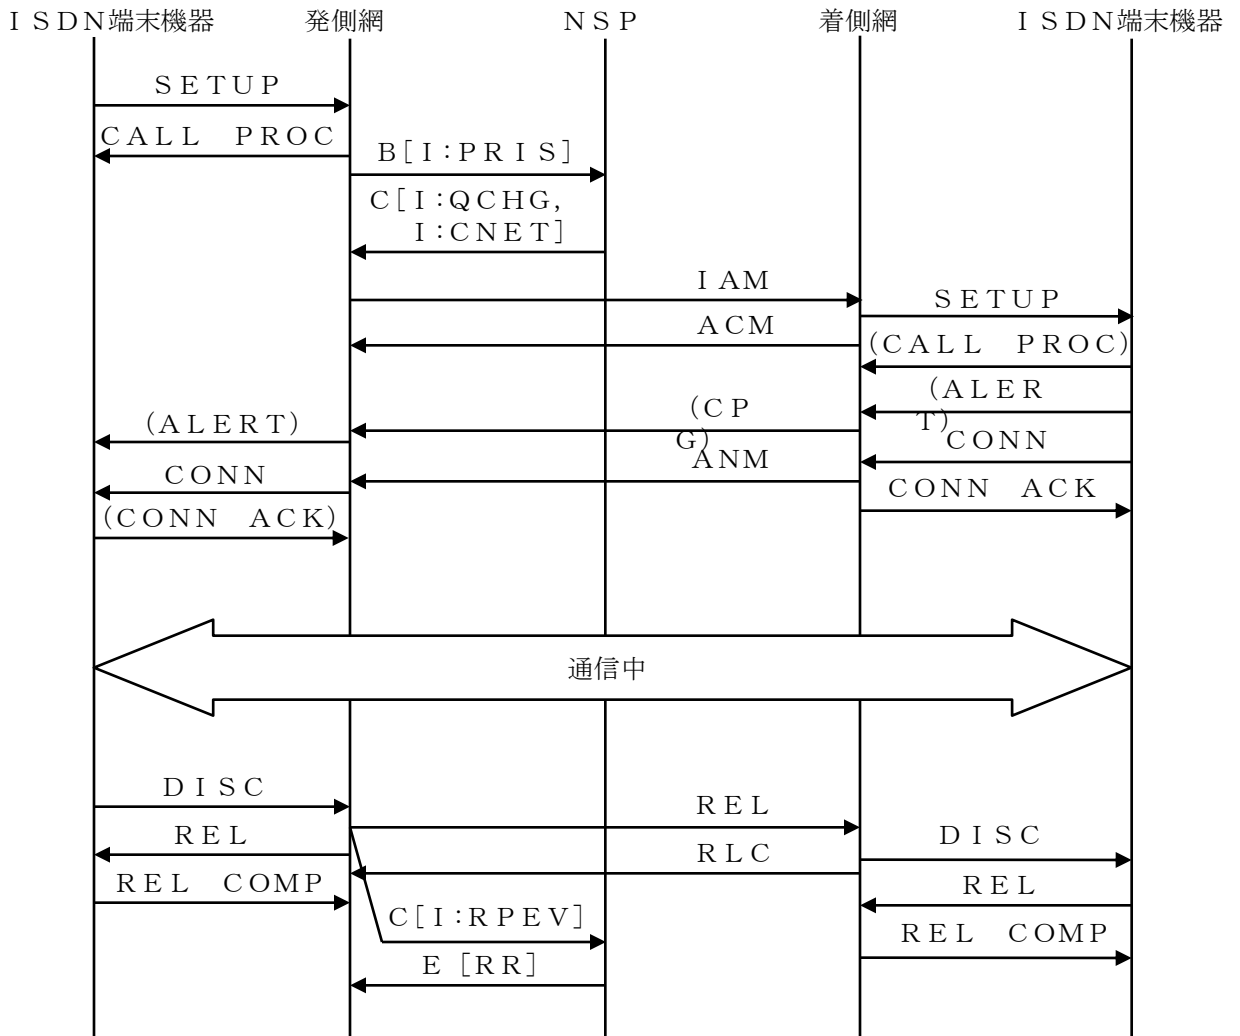 ＩＳＤＮ端末機器　発側網　ＮＳＰ　着側網　ＩＳＤＮ端末機器
ＳＥＴＵＰ
ＣＡＬＬ　ＰＲＯＣ
Ｂ［Ｉ：ＰＲＩＳ］
Ｃ［Ｉ：ＱＣＨＧ，
Ｉ：ＣＮＥＴ］
ＩＡＭ
ＳＥＴＵＰ
ＡＣＭ
（ＣＡＬＬ　ＰＲＯＣ）
（ＡＬＥＲ
Ｔ）
（ＣＰ
Ｇ）
（ＡＬＥＲＴ）
ＣＯＮＮ
ＡＮＭ
ＣＯＮＮ
ＣＯＮＮ　ＡＣＫ
（ＣＯＮＮ　ＡＣＫ）
通信中
ＤＩＳＣ
ＲＥＬ
ＲＥＬ
ＤＩＳＣ
ＲＬＣ
ＲＥＬ　ＣＯＭＰ
ＲＥＬ
Ｃ［Ｉ：ＲＰＥＶ］
ＲＥＬ　ＣＯＭＰ
Ｅ［ＲＲ］